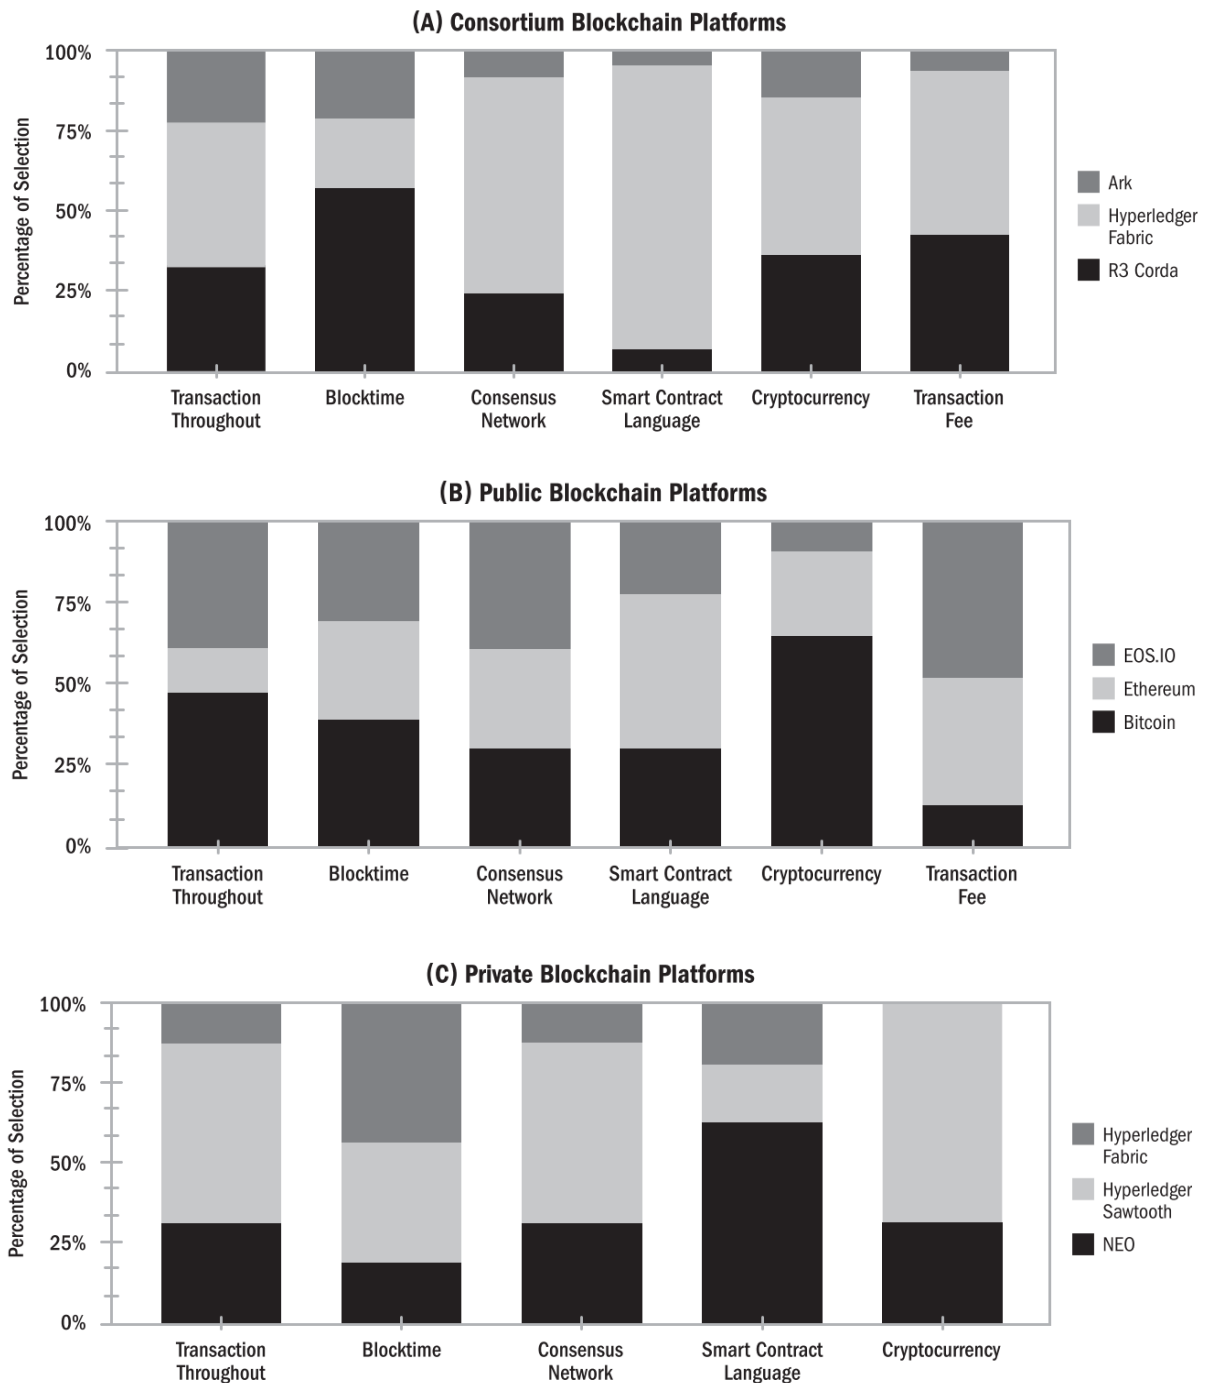 (A) Consortium Blockchain Platforms
Percentage of Selection
100%
75%
50%
25%
0%
Transaction
Throughout
Blocktime
Consensus
Network
Smart Contract
Language
Cryptocurrency
Transaction
Fee
Ark
Hyperledger
Fabric
R3 Corda
(B) Public Blockchain Platforms
Percentage of Selection
100%
75%
50%
25%
0%
Transaction
Throughout
Blocktime
Consensus
Network
Smart Contract
Language
Cryptocurrency
Transaction
Fee
EOS.IO
Ethereum
Bitcoin
(C) Private Blockchain Platforms
Percentage of Selection
100%
75%
50%
25%
0%
Transaction
Throughout
Blocktime
Consensus
Network
Smart Contract
Language
Cryptocurrency
Hyperledger
Fabric
Hyperledger
Sawtooth
NEO